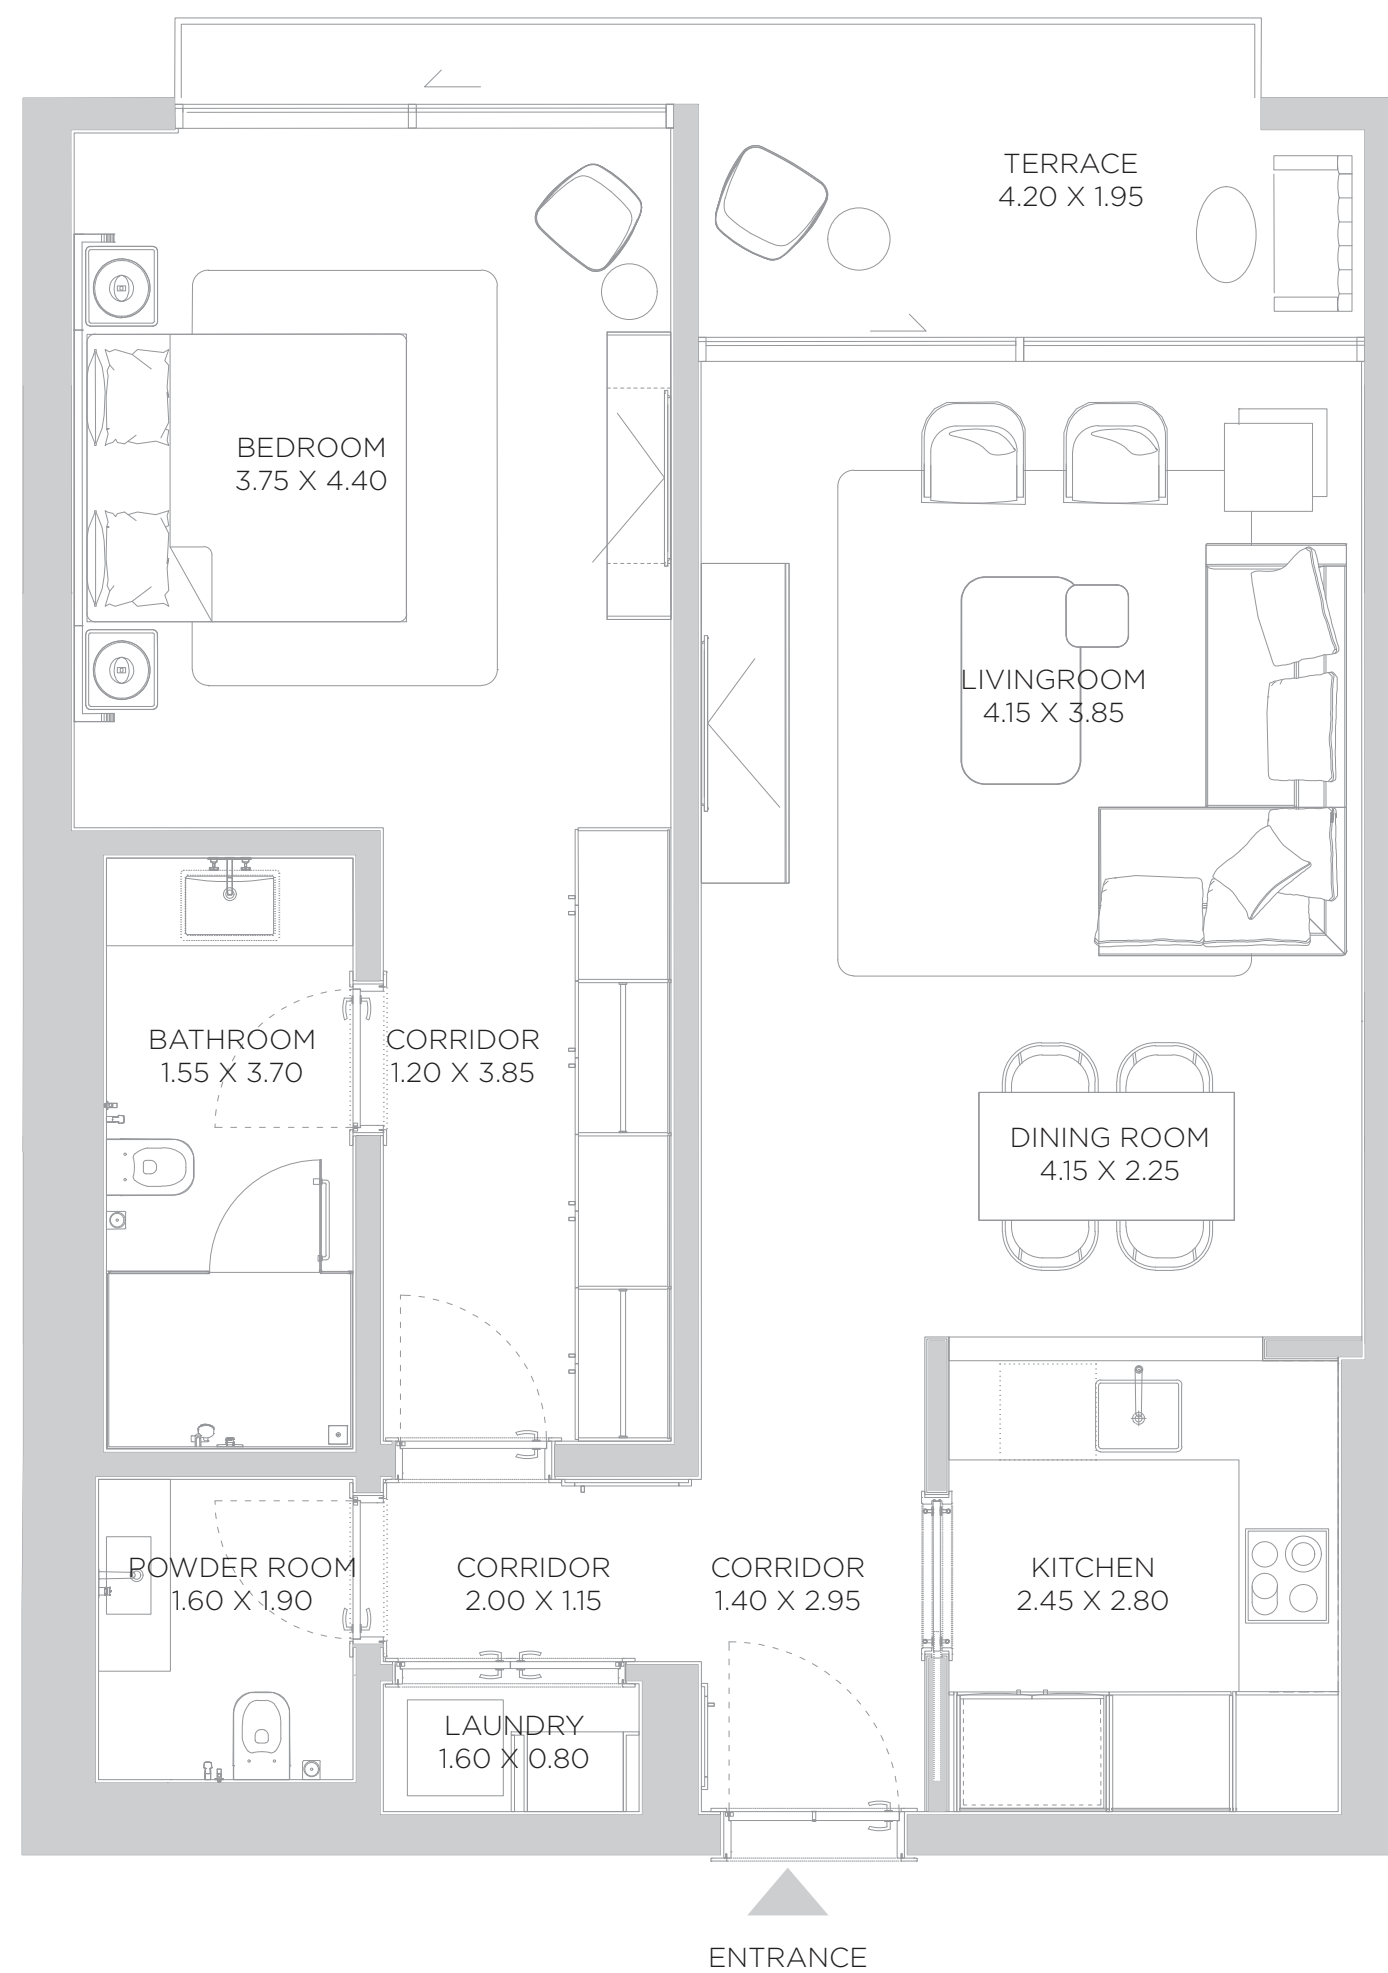 TERRACE
4.20 X 1.95
BEDROOM
3.75 X 4.40
LIVINGROOM
4.15 X 3.85
BATHROOM
1.55 X 3.70
CORRIDOR
1.20 X 3.85
DINING ROOM
4.15 X 2.25
POWDER ROOM
1.60 X 1.90
CORRIDOR
2.00 X 1.15
CORRIDOR
1.40 X 2.95
KITCHEN
2.45 X 2.80
LAUNDRY
1.60 X 0.80
ENTRANCE